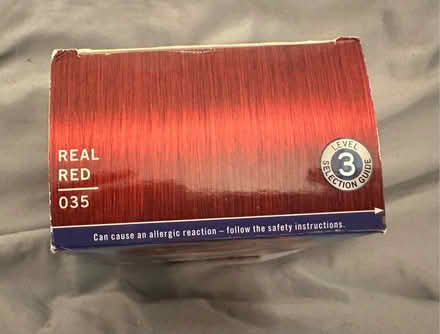 REAL
RED
035
LEVEL
3
SELECTION GUIDE
Can cause an allergic reaction – follow the safety instructions.